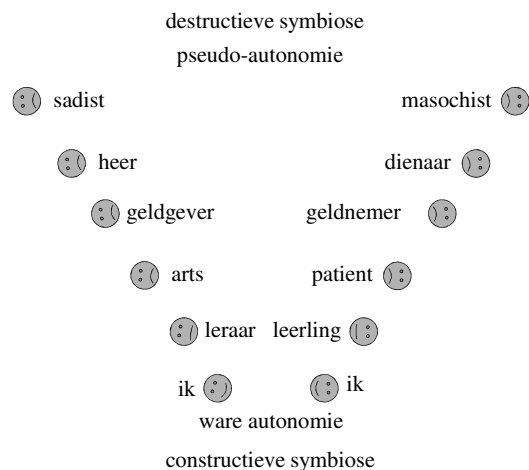 destructieve symbiose
pseudo-autonomie
sadist masochist
heer dienaar
geldgever geldnemer
arts patient
leraar leerling
ik ik
ware autonomie
constructieve symbiose